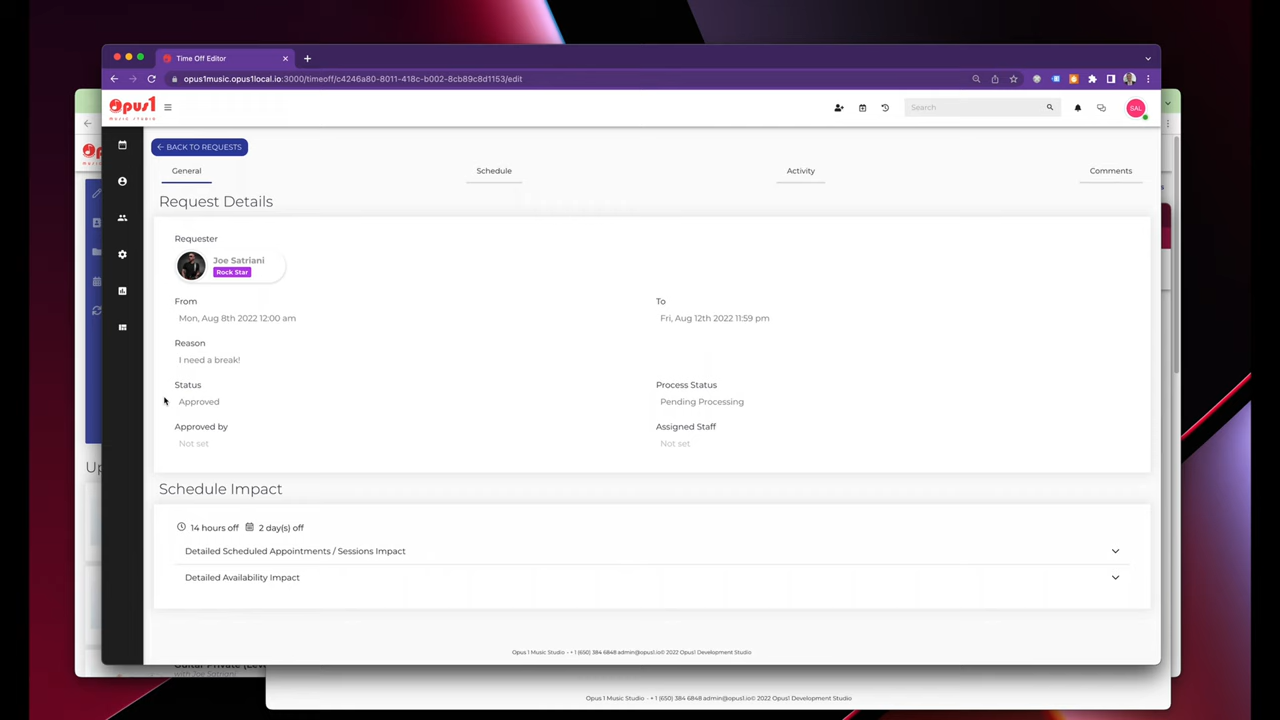 Time Off Editor
opus1music.opus1local.io:3000/timeoff/c4246a80-8011-418c-b002-8cb89c8d1153/edit
Opus1
music studio
Search
SAL
BACK TO REQUESTS
General
Schedule
Activity
Comments
Request Details
Requester
Joe Satriani
Rock Star
From
To
Mon, Aug 8th 2022 12:00 am
Fri, Aug 12th 2022 11:59 pm
Reason
I need a break!
Status
Process Status
Approved
Pending Processing
Approved by
Assigned Staff
Not set
Not set
Up
Schedule Impact
14 hours off
2 day(s) off
Detailed Scheduled Appointments / Sessions Impact
Detailed Availability Impact
Opus 1 Music Studio - + 1 (650) 384 6848 admin@opus1.io© 2022 Opus1 Development Studio
Guitar Private (Lev
with Joe Satriani
Opus 1 Music Studio - + 1 (650) 384 6848 admin@opus1.io© 2022 Opus1 Development Studio